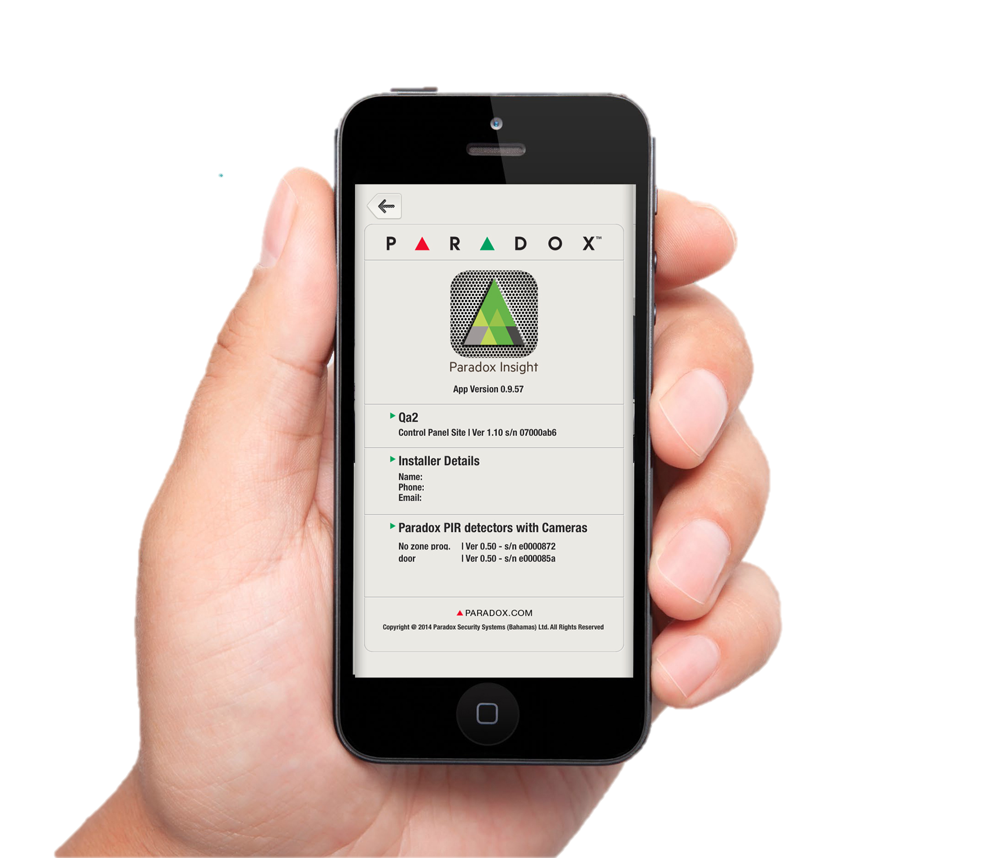 PARADOX™
Paradox Insight
App Version 0.9.57
Qa2
Control Panel Site | Ver 1.10 s/n 07000ab6
Installer Details
Name:
Phone:
Email:
Paradox PIR detectors with Cameras
No zone prog. | Ver 0.50 - s/n e0000872
door | Ver 0.50 - s/n e000085a
PARADOX.COM
Copyright @ 2014 Paradox Security Systems (Bahamas) Ltd. All Rights Reserved